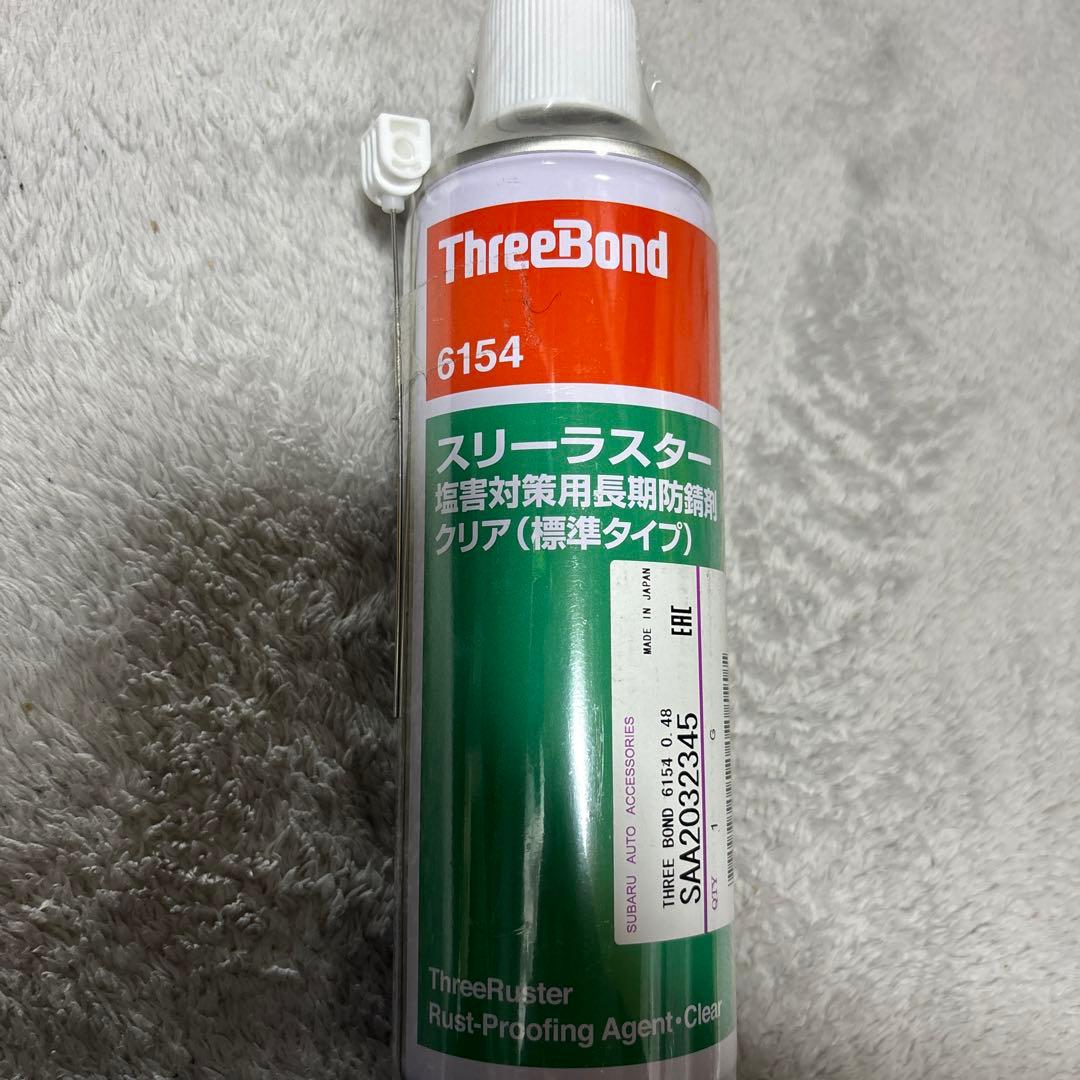 ThreeBond
6154
スリーラスター
塩害対策用長期防錆剤
クリア(標準タイプ)
MADE IN JAPAN
EAC
SUBARU AUTO ACCESSORIES
THREE BOND 6154 0.48
SAA2032345
QTY 1 G
ThreeRuster
Rust-Proofing Agent・Clear